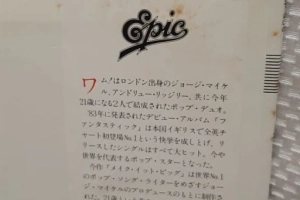 Epic
ワム!はロンドン出身のジョージ・マイケ
ル、アンドリュー・リッジリー、共に今年
21歳になる2人で結成されたポップ・デュオ。
'83年に発表されたデビュー・アルバム『ファ
ンタスティック』は本国イギリスで全英チ
ャート初登場No.1という快挙を成し上げ、リ
リースしたシングルはすべて大ヒット。今や
世界を代表するポップ・スターとなった。
今作『メイク・イット・ビッグ』は世界No.1
のポップ・ソング・ライターをめざすジョー
ジ・マイケルのプロデュースのもとに制作さ